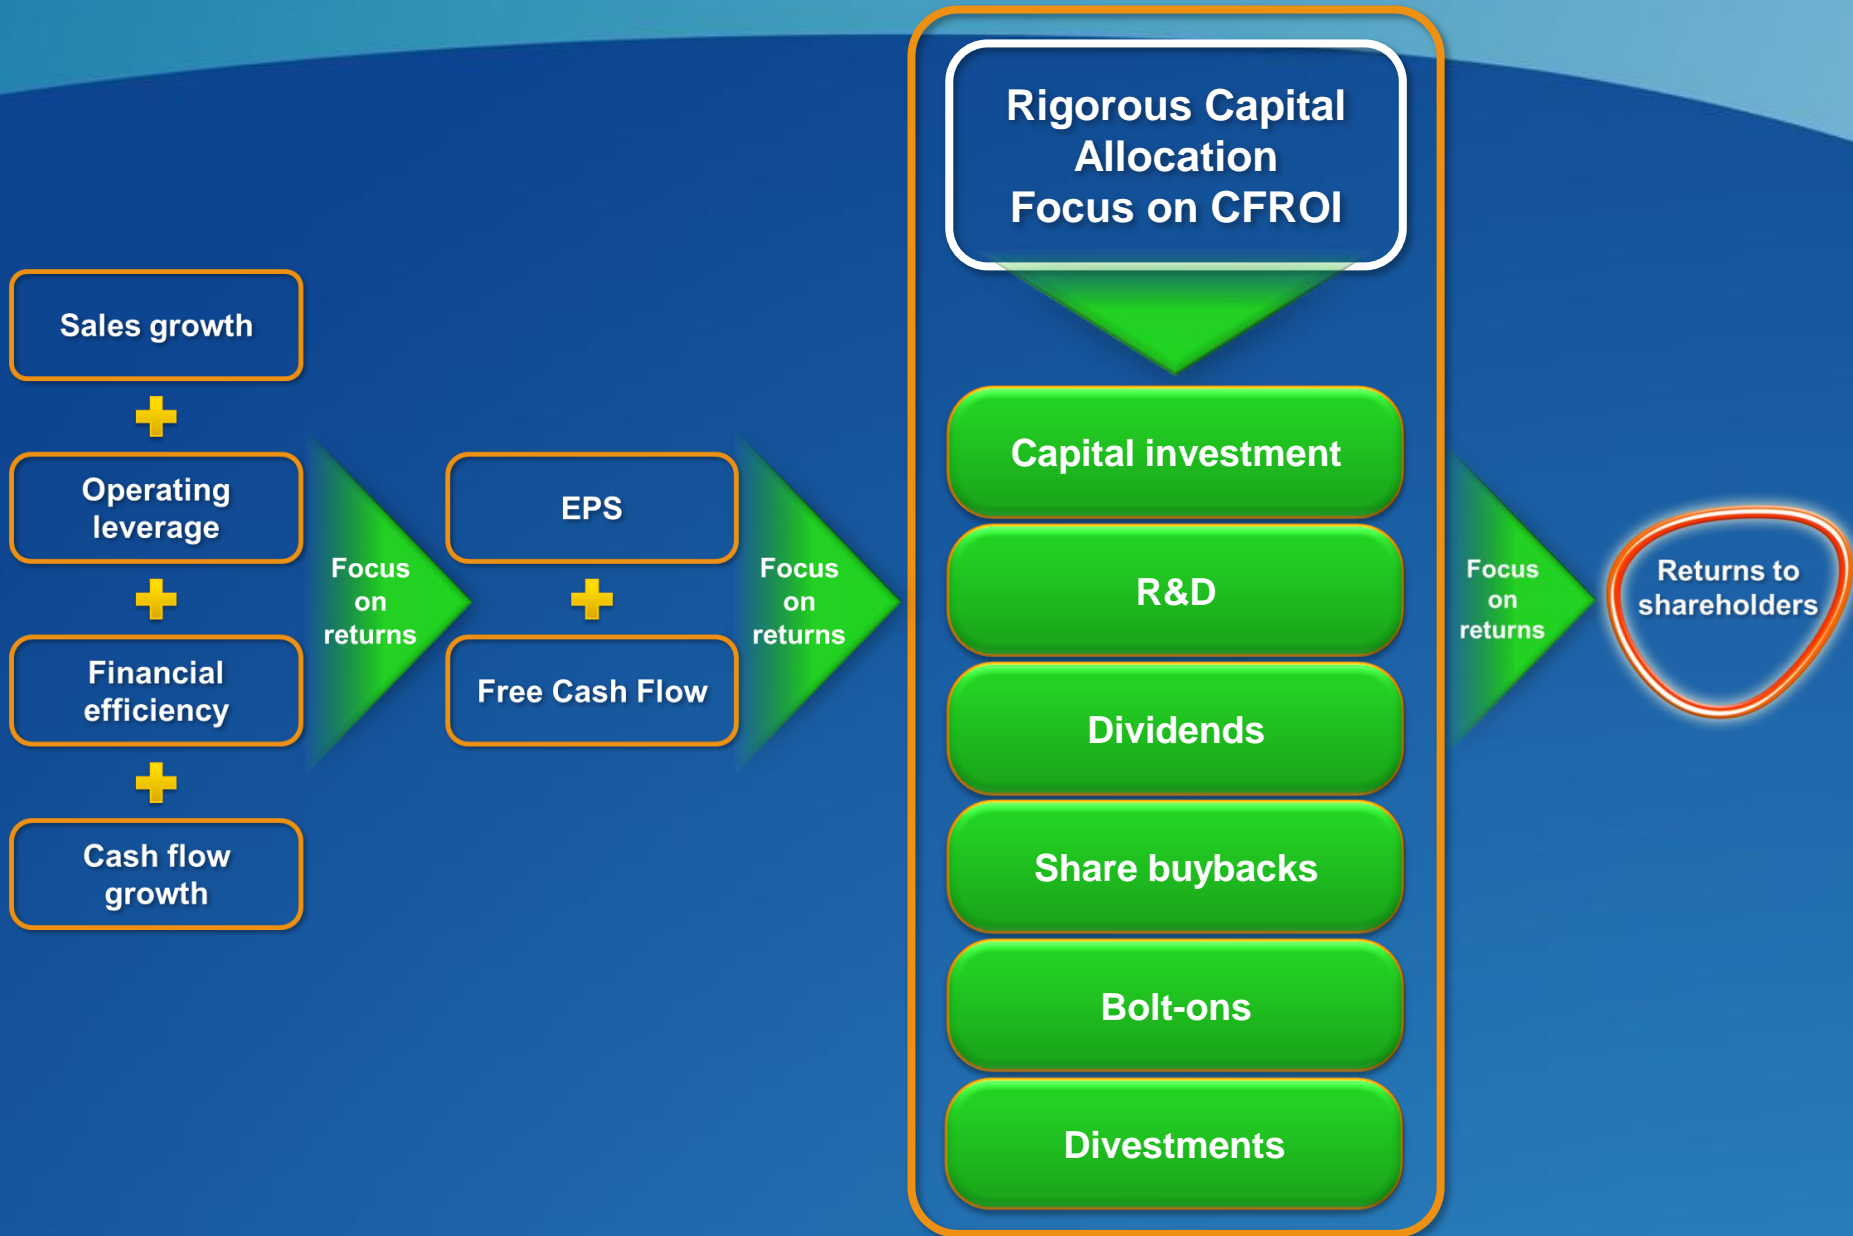 Sales growth
Operating
leverage
Financial
efficiency
Cash flow
growth
Focus
on
returns
EPS
Free Cash Flow
Focus
on
returns
Rigorous Capital
Allocation
Focus on CFROI
Capital investment
R&D
Dividends
Share buybacks
Bolt-ons
Divestments
Focus
on
returns
Returns to
shareholders